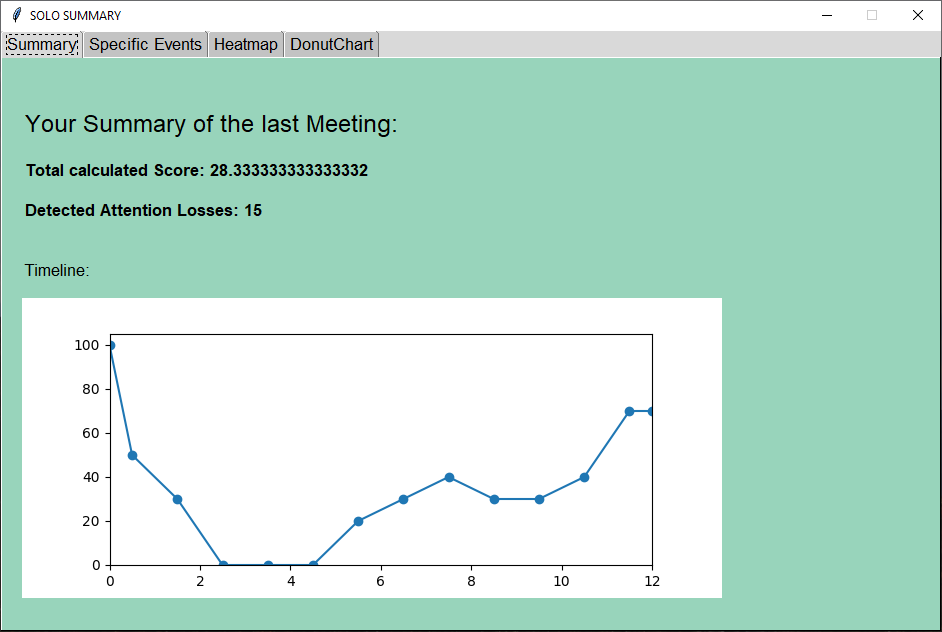 SOLO SUMMARY
Summary Specific Events Heatmap DonutChart
Your Summary of the last Meeting:
Total calculated Score: 28.333333333333332
Detected Attention Losses: 15
Timeline:
100
80
60
40
20
0
0 2 4 6 8 10 12